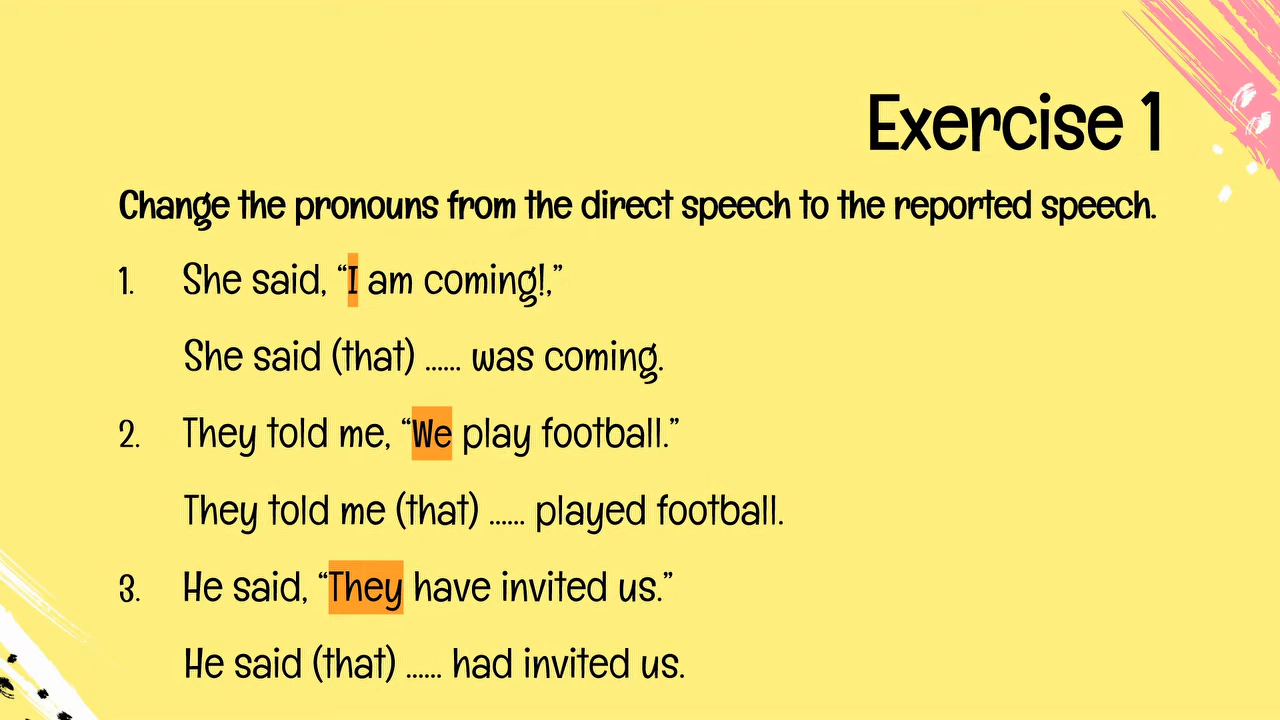 Exercise 1
Change the pronouns from the direct speech to the reported speech.
1. She said, “I am coming!,”
She said (that) ...... was coming.
2. They told me, “We play football.”
They told me (that) ...... played football.
3. He said, “They have invited us.”
He said (that) ...... had invited us.